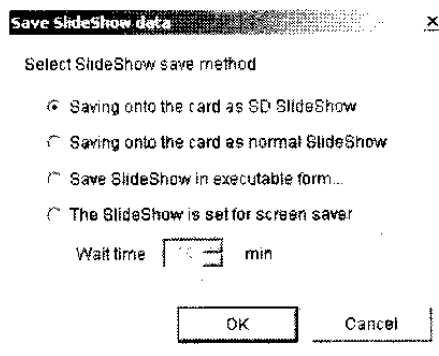 Save SlideShow data
Select SlideShow save method
Saving onto the card as SD SlideShow
Saving onto the card as normal SlideShow
Save SlideShow in executable form...
The SlideShow is set for screen saver
Wait time min
OK Cancel